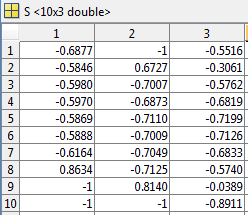 S <10x3 double>
1 2 3
1 -0.6877 -1 -0.5516
2 -0.5846 0.6727 -0.3061
3 -0.5980 -0.7007 -0.5762
4 -0.5970 -0.6873 -0.6819
5 -0.5869 -0.7110 -0.7199
6 -0.5888 -0.7009 -0.7126
7 -0.6164 -0.7049 -0.6833
8 0.8634 -0.7125 -0.5740
9 -1 0.8140 -0.0389
10 -1 -1 -0.8911